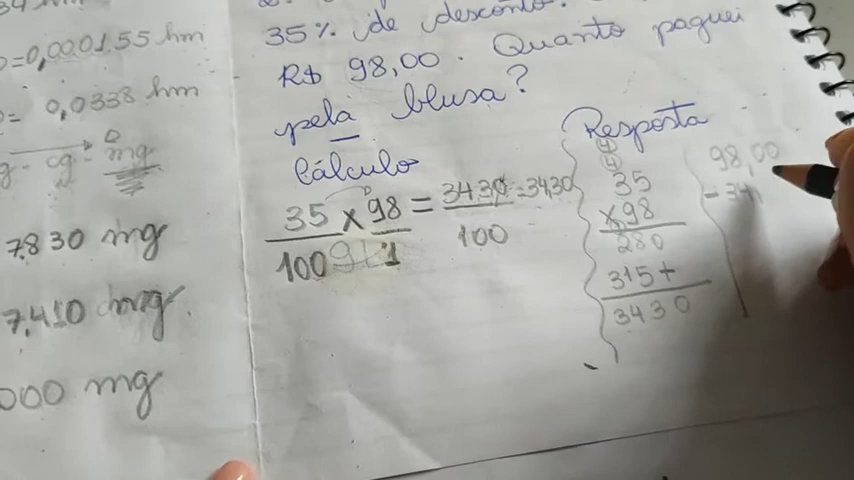 35% de desconto.
R$ 98,00. Quanto paguei
pela blusa?
Cálculo
35 x 98 = 3430 = 34,30
100 1 100
Resposta
35
x98
280
315+
3430
98,00
- 34,
=0,000155 hm
= 0,0338 hm
g - cg - mg
7.830 mg
7.410 mg
000 mg